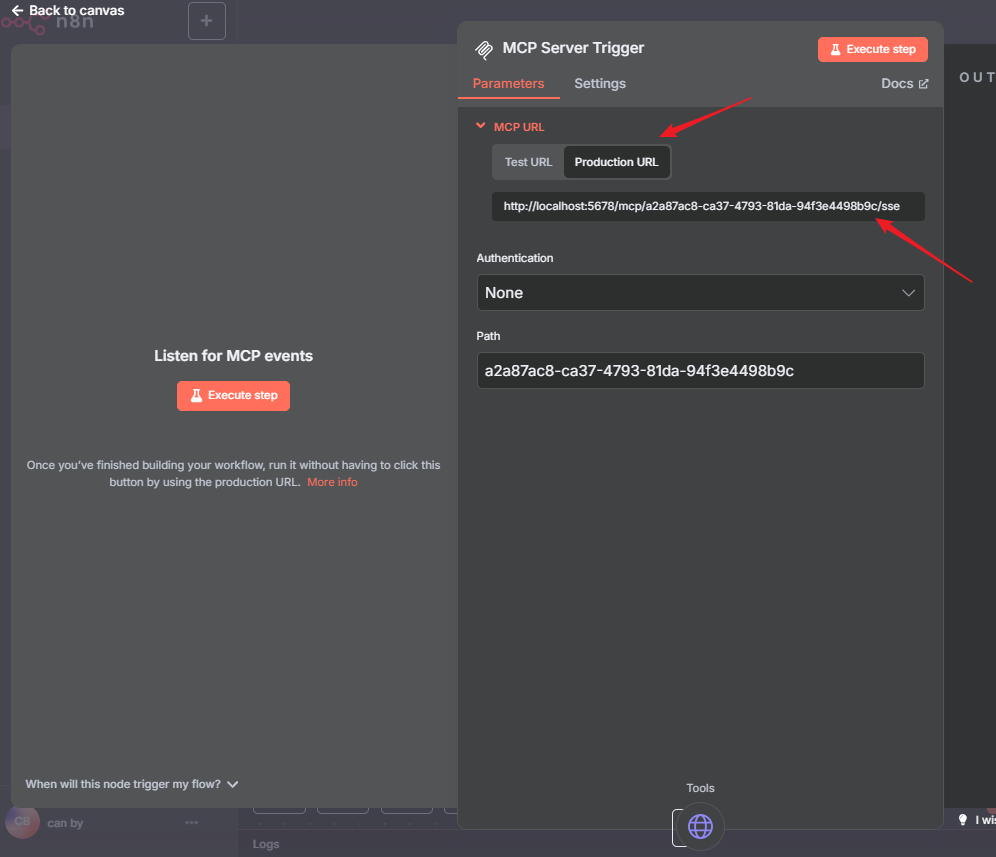 Back to canvas
n8n
+
MCP Server Trigger
Execute step
Parameters
Settings
Docs
OUT
MCP URL
Test URL
Production URL
http://localhost:5678/mcp/a2a87ac8-ca37-4793-81da-94f3e4498b9c/sse
Authentication
None
Path
a2a87ac8-ca37-4793-81da-94f3e4498b9c
Listen for MCP events
Execute step
Once you've finished building your workflow, run it without having to click this
button by using the production URL. More info
When will this node trigger my flow?
Tools
CB
can by
...
I wis
Logs